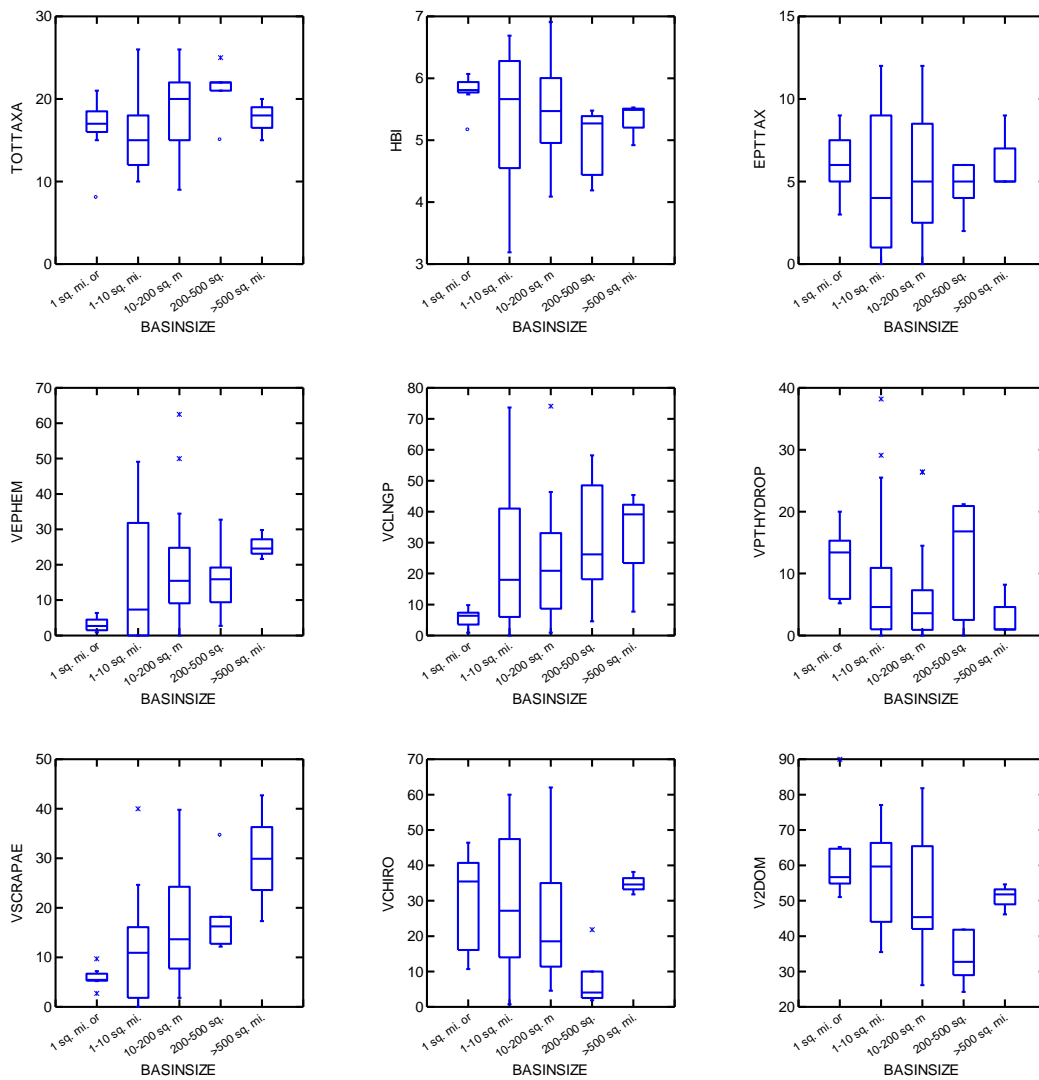 30
20
10
0
TOTTAXA
1 sq. mi. or
1-10 sq. mi.
10-200 sq. m
200-500 sq.
>500 sq. mi.
BASINSIZE
7
6
5
4
3
HBI
1 sq. mi. or
1-10 sq. mi.
10-200 sq. m
200-500 sq.
>500 sq. mi.
BASINSIZE
15
10
5
0
EPTTAX
1 sq. mi. or
1-10 sq. mi.
10-200 sq. m
200-500 sq.
>500 sq. mi.
BASINSIZE
70
60
50
40
30
20
10
0
VEPHEM
1 sq. mi. or
1-10 sq. mi.
10-200 sq. m
200-500 sq.
>500 sq. mi.
BASINSIZE
80
70
60
50
40
30
20
10
0
VCLNGP
1 sq. mi. or
1-10 sq. mi.
10-200 sq. m
200-500 sq.
>500 sq. mi.
BASINSIZE
40
30
20
10
0
VPTHYDROP
1 sq. mi. or
1-10 sq. mi.
10-200 sq. m
200-500 sq.
>500 sq. mi.
BASINSIZE
50
40
30
20
10
0
VSCRAPAE
1 sq. mi. or
1-10 sq. mi.
10-200 sq. m
200-500 sq.
>500 sq. mi.
BASINSIZE
70
60
50
40
30
20
10
0
VCHIRO
1 sq. mi. or
1-10 sq. mi.
10-200 sq. m
200-500 sq.
>500 sq. mi.
BASINSIZE
90
80
70
60
50
40
30
20
V2DOM
1 sq. mi. or
1-10 sq. mi.
10-200 sq. m
200-500 sq.
>500 sq. mi.
BASINSIZE